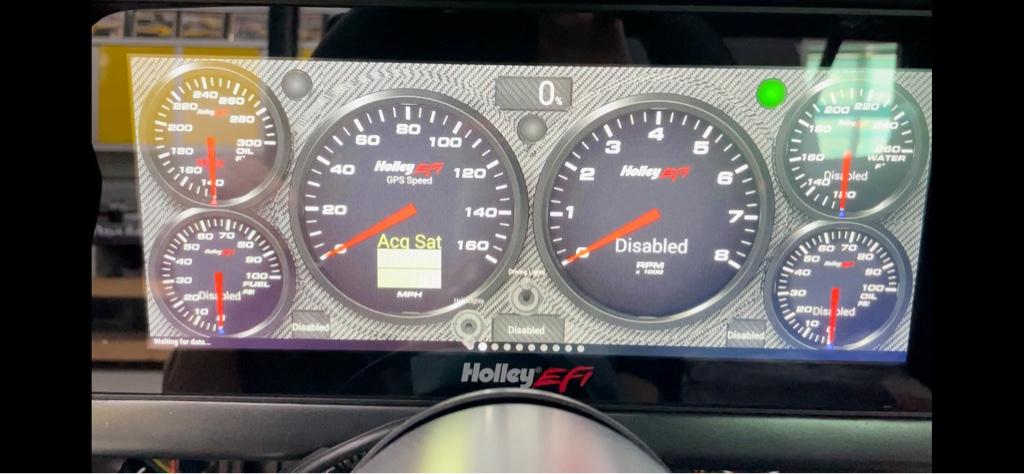 240
220
260
Holley EFI
280
200
300
180
OIL
F°
160
140
80
60
100
40
Holley EFI
GPS Speed
120
20
140
0
Acq Sat
160
MPH
0%
4
3
5
2
Holley EFI
6
1
7
0
Disabled
8
RPM
x 1000
200
220
180
240
160
260
WATER
F°
Disabled
140
120
60
70
50
80
40
Holley EFI
90
30
100
FUEL
PSI
Disabled
20
10
0
Driving Lights
Disabled
Disabled
Disabled
60
70
50
80
40
Holley EFI
90
30
100
OIL
PSI
20
Disabled
10
0
Waiting for data...
Holley® EFI